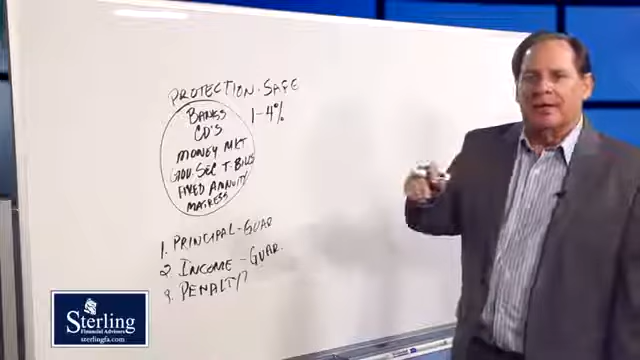 PROTECTION-SAFE
BANKS
1-4%
CD'S
MONEY MKT
GOV. SEC T-BILLS
FIXED ANNUITY
MATRESS
1. PRINCIPAL-GUAR
2. INCOME-GUAR.
3. PENALTY/?
Sterling
Financial Advisors
sterlingfa.com